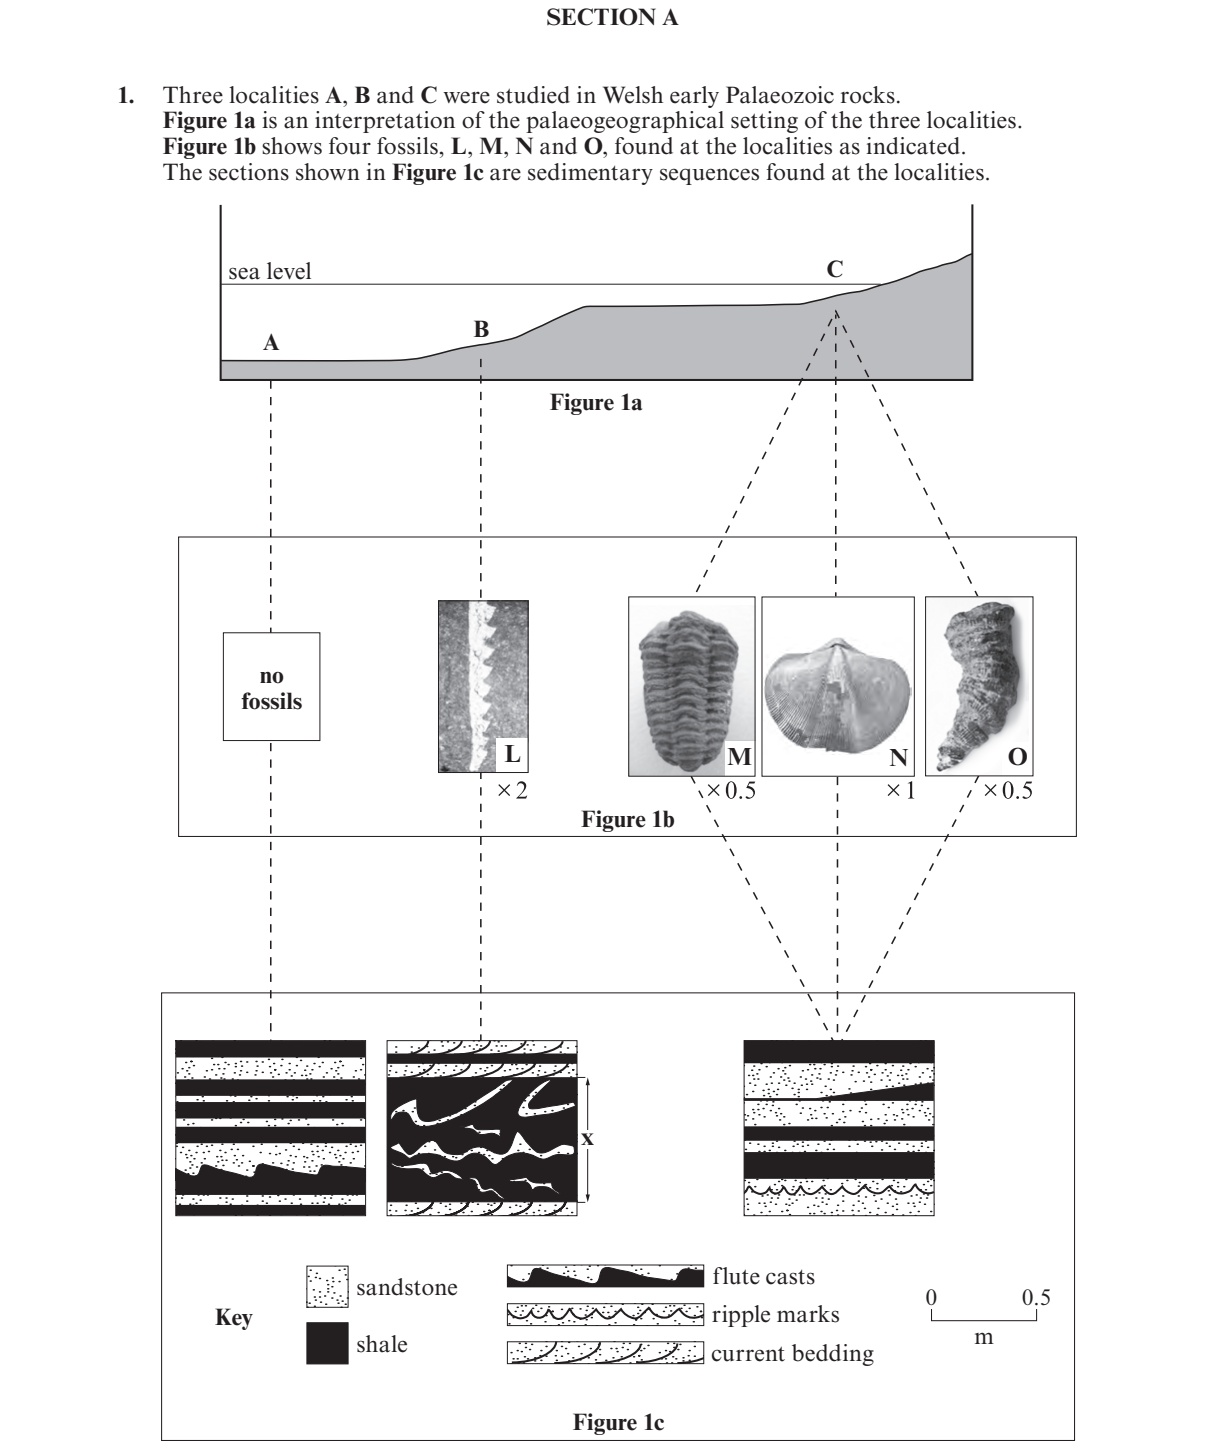 SECTION A
1. Three localities A, B and C were studied in Welsh early Palaeozoic rocks.
Figure 1a is an interpretation of the palaeogeographical setting of the three localities.
Figure 1b shows four fossils, L, M, N and O, found at the localities as indicated.
The sections shown in Figure 1c are sedimentary sequences found at the localities.
sea level
C
B
A
Figure 1a
no
fossils
L
M
N
O
×2
×0.5
×1
×0.5
Figure 1b
x
sandstone
shale
Key
flute casts
ripple marks
current bedding
0 0.5
m
Figure 1c